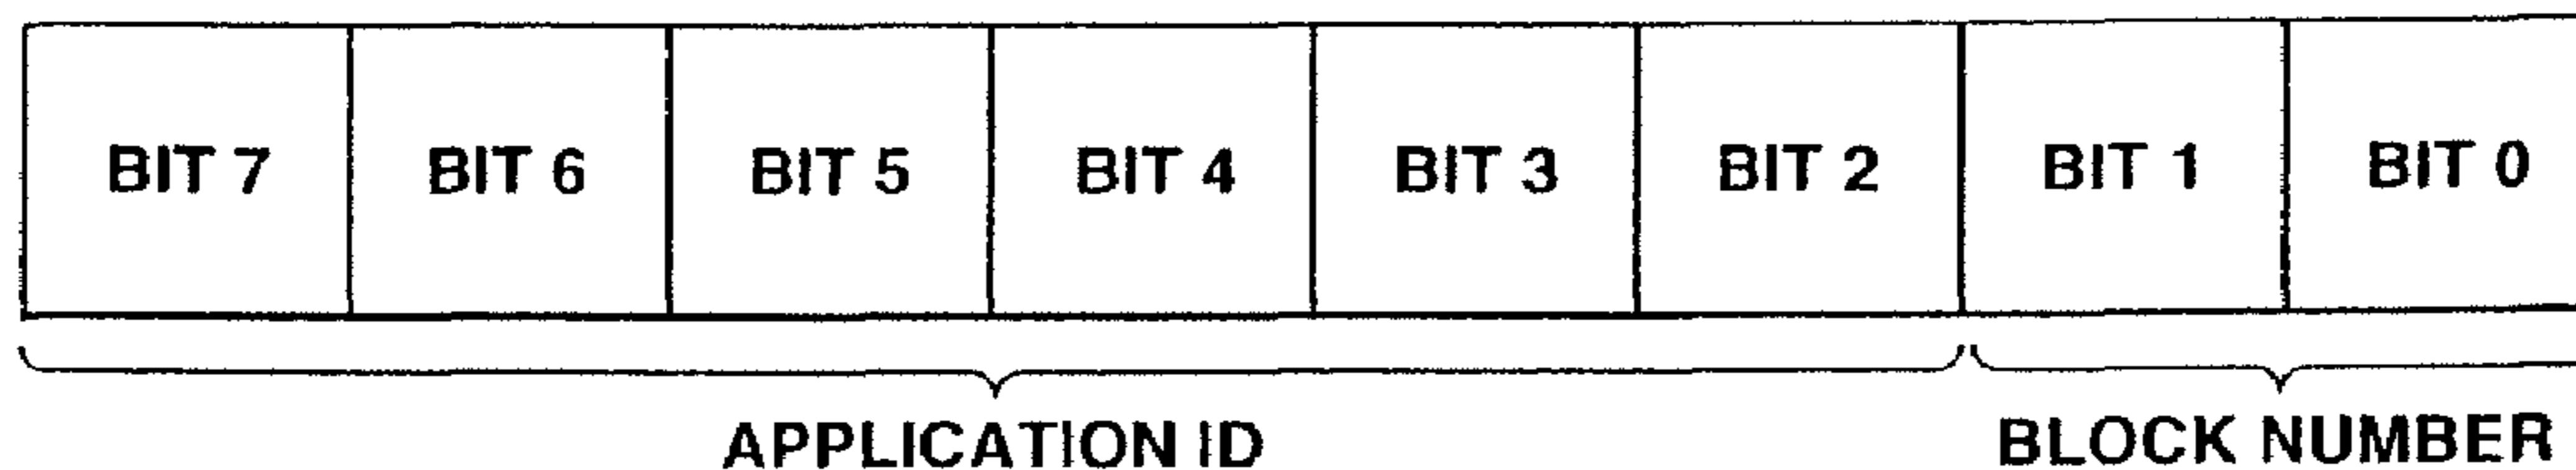 BIT 7 BIT 6 BIT 5 BIT 4 BIT 3 BIT 2 BIT 1 BIT 0
APPLICATION ID BLOCK NUMBER